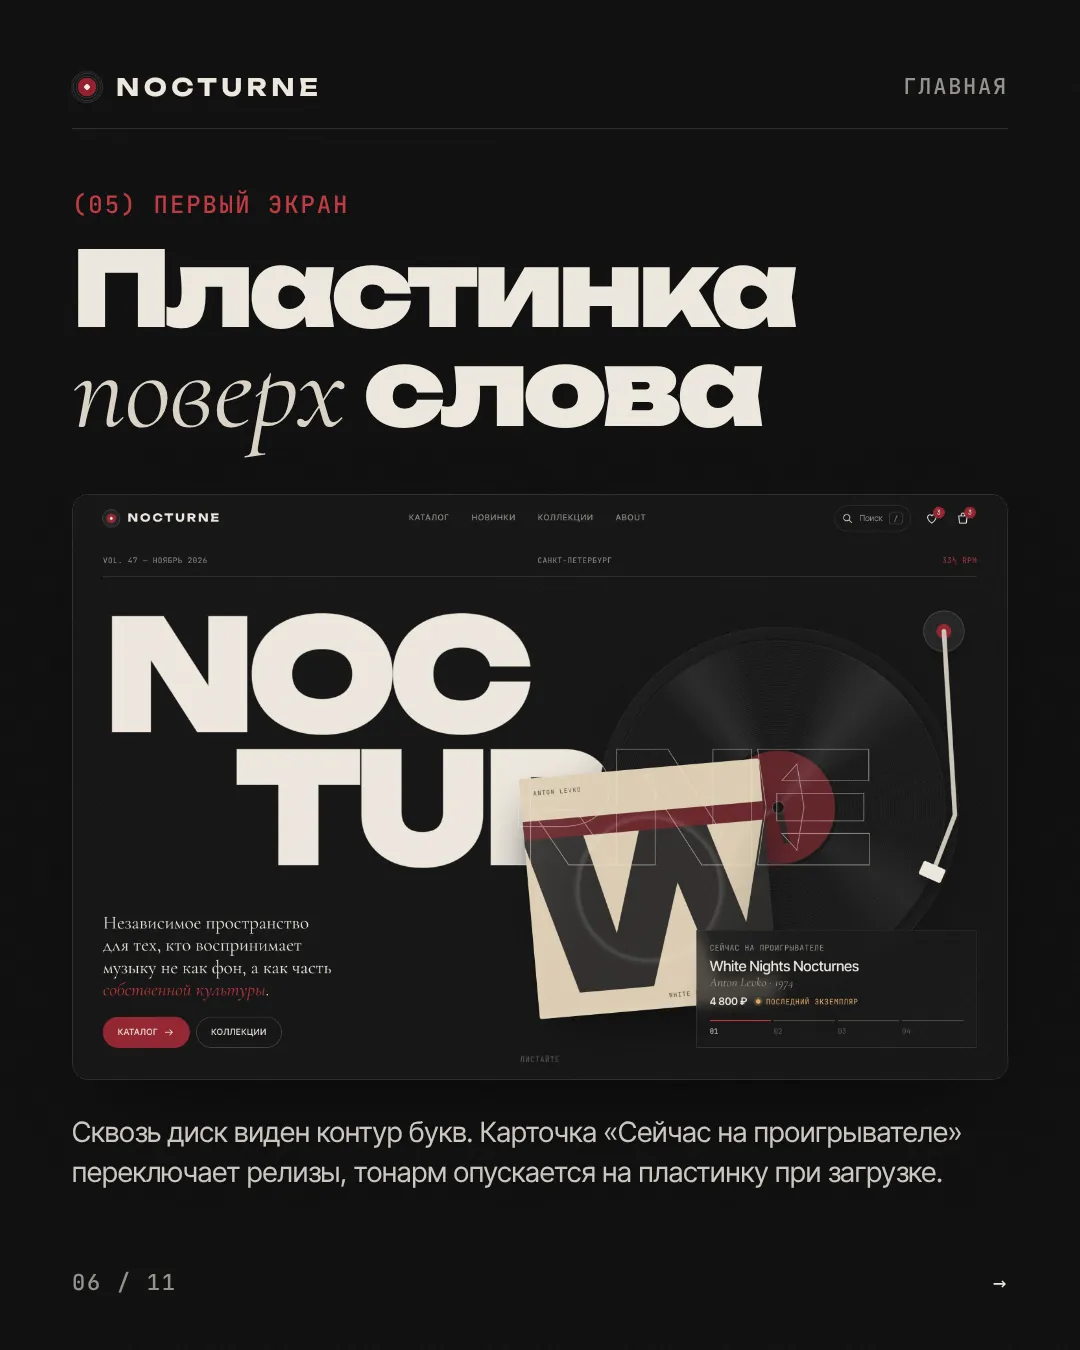 NOCTURNE
ГЛАВНАЯ
(05) ПЕРВЫЙ ЭКРАН
Пластинка
поверх слова
NOCTURNE
КАТАЛОГ НОВИНКИ КОЛЛЕКЦИИ ABOUT
Поиск /
3 3
VOL. 47 — НОЯБРЬ 2026
САНКТ-ПЕТЕРБУРГ
33⅓ RPM
NOC
TURNE
ANTON LEVKO
W
WHITE
Независимое пространство
для тех, кто воспринимает
музыку не как фон, а как часть
собственной культуры.
КАТАЛОГ →
КОЛЛЕКЦИИ
СЕЙЧАС НА ПРОИГРЫВАТЕЛЕ
White Nights Nocturnes
Anton Levko · 1974
4 800 ₽ ПОСЛЕДНИЙ ЭКЗЕМПЛЯР
01 02 03 04
ЛИСТАЙТЕ
Сквозь диск виден контур букв. Карточка «Сейчас на проигрывателе»
переключает релизы, тонарм опускается на пластинку при загрузке.
06 / 11
→